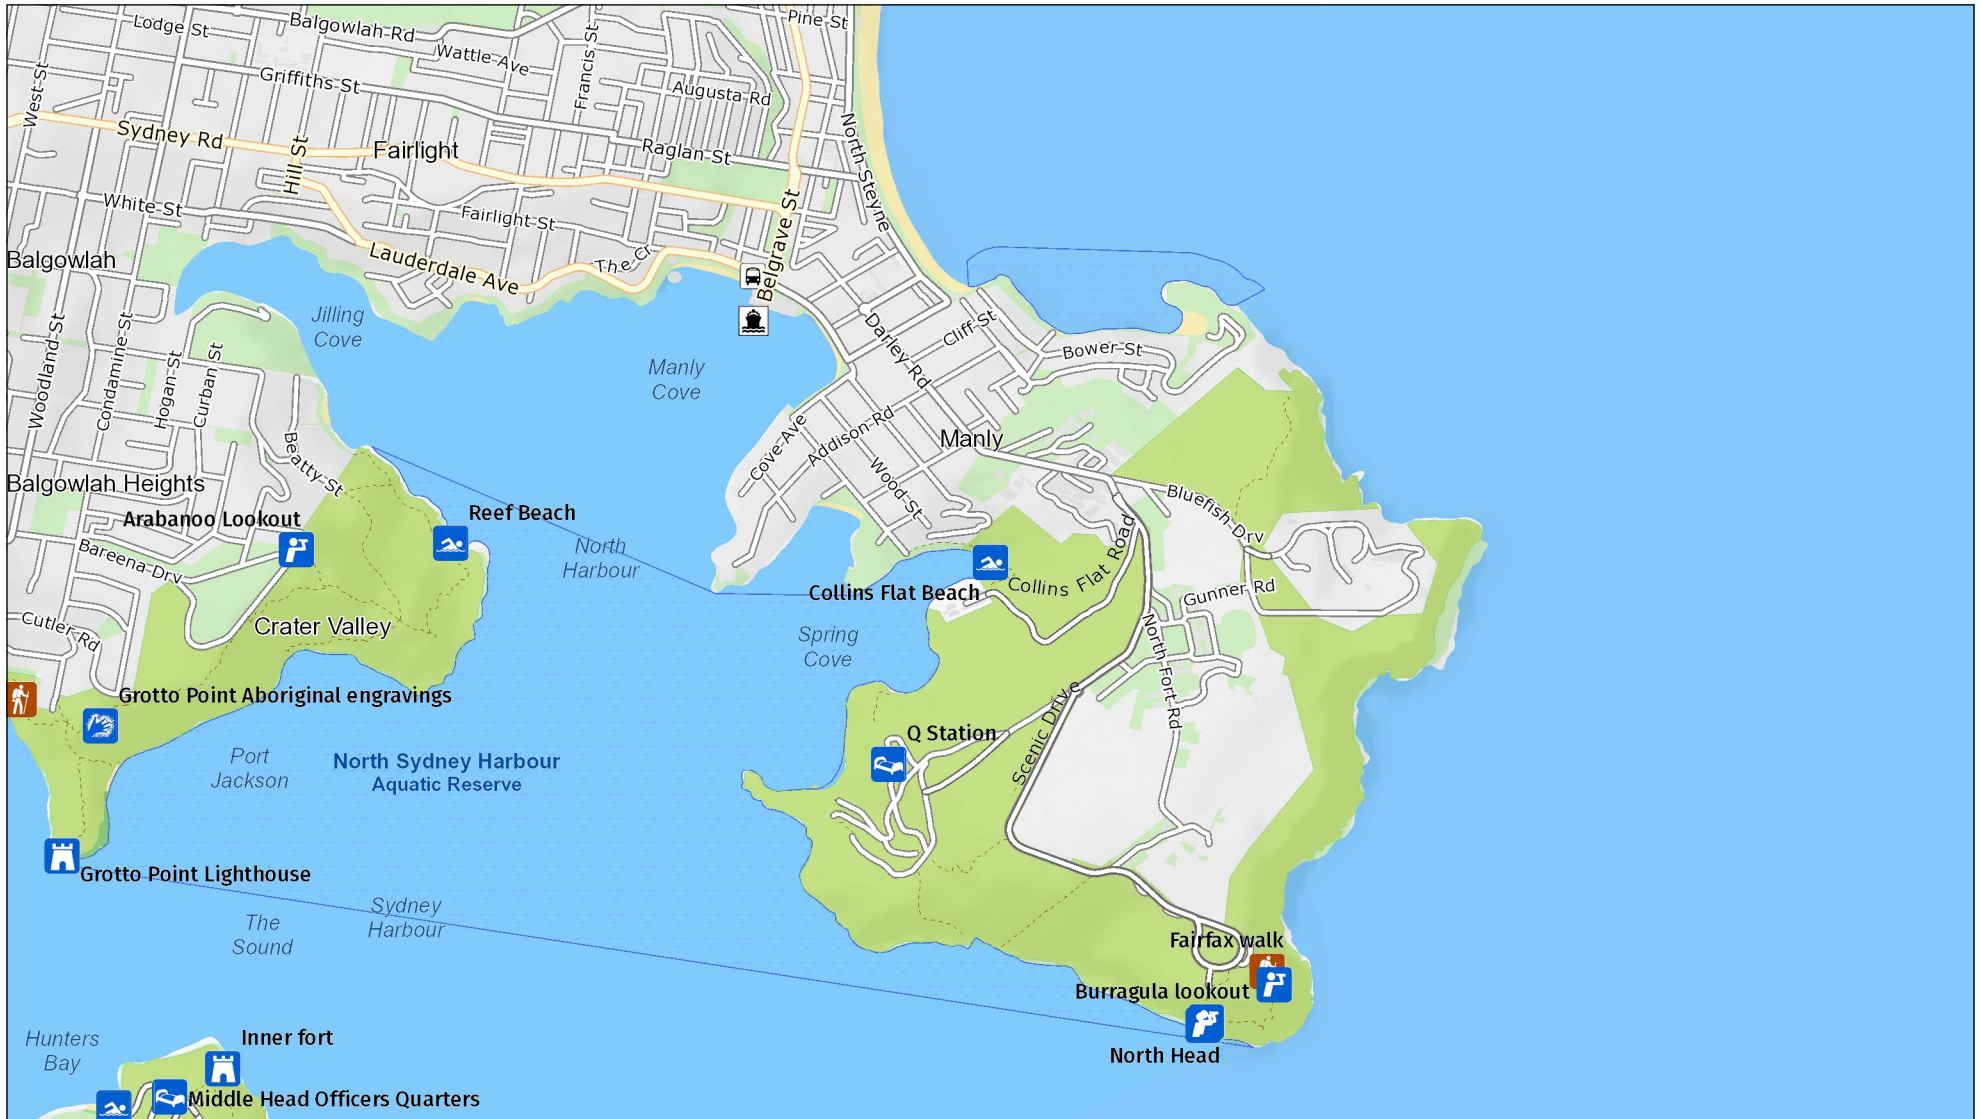 Pine St
Lodge St
Balgowlah Rd
Wattle Ave
Francis St
Griffiths St
Augusta Rd
West St
Sydney Rd
Hill St
Fairlight
Raglan St
North Steyne
White St
Fairlight St
Belgrave St
Balgowlah
Lauderdale Ave
The Cr
Jilling
Cove
Manly
Cove
Darley Rd
Cliff St
Bower St
Woodland St
Condamine St
Hogan St
Curban St
Beatty St
Cove Ave
Addison Rd
Manly
Wood St
Bluefish Drv
Balgowlah Heights
Arabanoo Lookout
Reef Beach
North
Harbour
Bareena Drv
Collins Flat Beach
Collins Flat Road
Gunner Rd
Cutler Rd
Crater Valley
Spring
Cove
North Fort Rd
Grotto Point Aboriginal engravings
Scenic Drive
Q Station
Port
Jackson
North Sydney Harbour
Aquatic Reserve
Grotto Point Lighthouse
The
Sound
Sydney
Harbour
Fairfax walk
Burragula lookout
North Head
Hunters
Bay
Inner fort
Middle Head Officers Quarters